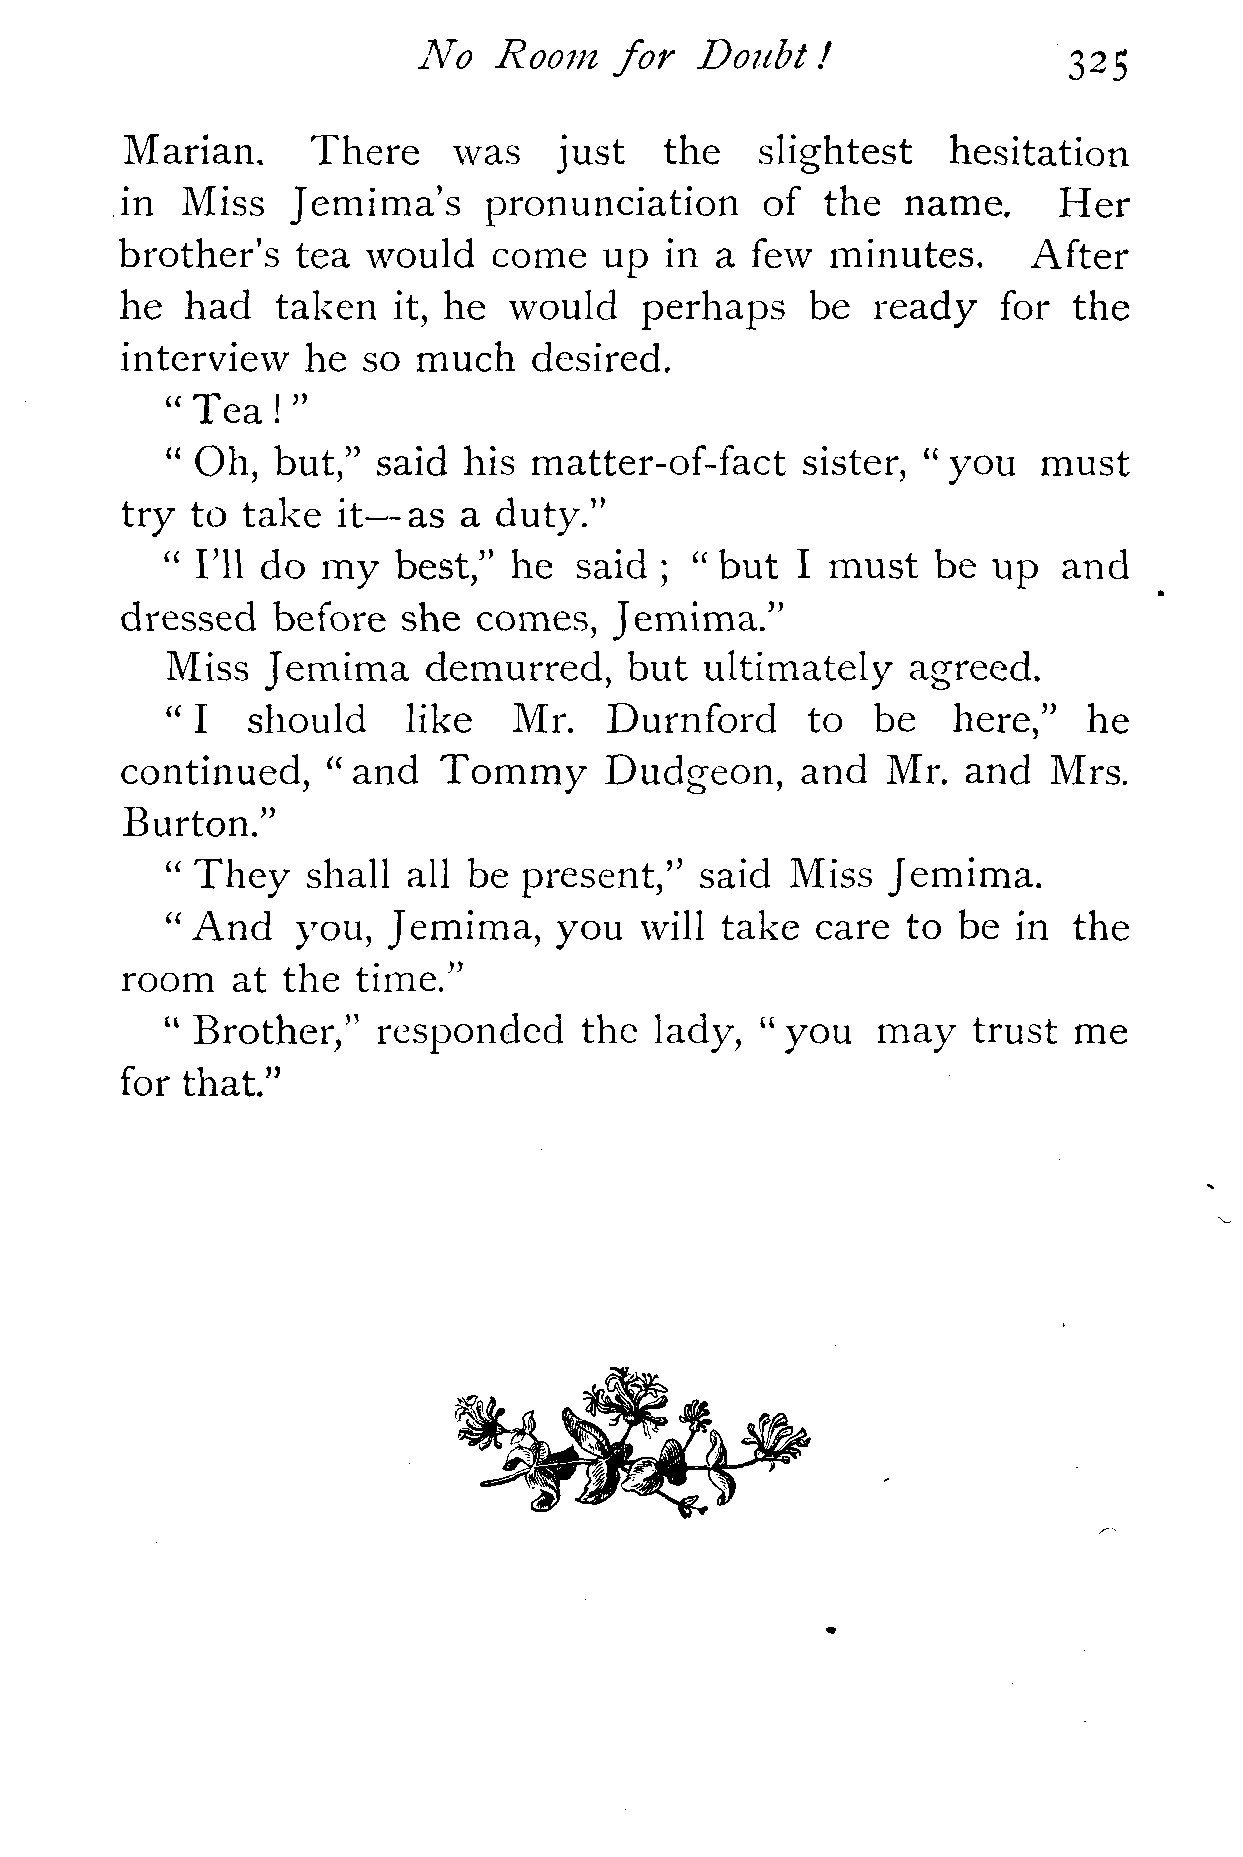 No Room for Doubt ! 325
Marian. There was just the slightest hesitation
in Miss Jemima's pronunciation of the name. Her
brother's tea would come up in a few minutes. After
he had taken it, he would perhaps be ready for the
interview he so much desired.
“ Tea ! ”
“ Oh, but,” said his matter-of-fact sister, “ you must
try to take it—as a duty.”
“ I'll do my best,” he said ; “ but I must be up and
dressed before she comes, Jemima.”
Miss Jemima demurred, but ultimately agreed.
“ I should like Mr. Durnford to be here,” he
continued, “ and Tommy Dudgeon, and Mr. and Mrs.
Burton.”
“ They shall all be present,” said Miss Jemima.
“ And you, Jemima, you will take care to be in the
room at the time.”
“ Brother,” responded the lady, “ you may trust me
for that.”